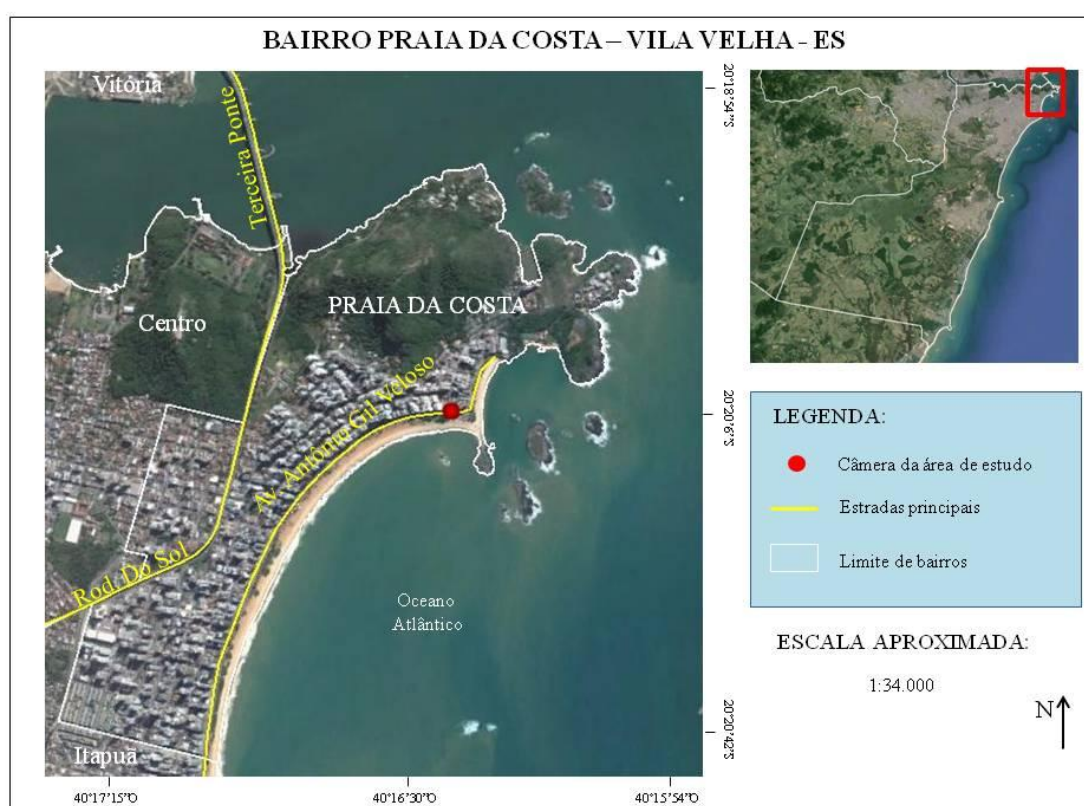 BAIRRO PRAIA DA COSTA – VILA VELHA - ES
Vitória
Terceira Ponte
Centro
PRAIA DA COSTA
Av. Antônio Gil Veloso
Rod. Do Sol
Oceano
Atlântico
Itapuã
20°18'54"S
20°20'6"S
20°20'42"S
40°17'15"O
40°16'30"O
40°15'54"O
LEGENDA:
Câmera da área de estudo
Estradas principais
Limite de bairros
ESCALA APROXIMADA:
1:34.000
N